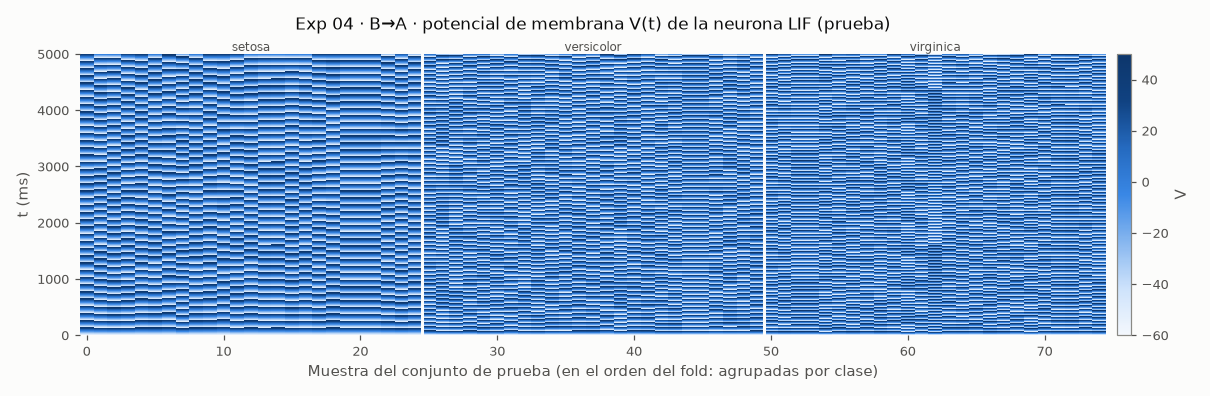 Exp 04 · B→A · potencial de membrana V(t) de la neurona LIF (prueba)
setosa versicolor virginica
5000
4000
3000
2000
1000
0
t (ms)
0 10 20 30 40 50 60 70
Muestra del conjunto de prueba (en el orden del fold: agrupadas por clase)
40
20
0
−20
−40
−60
V